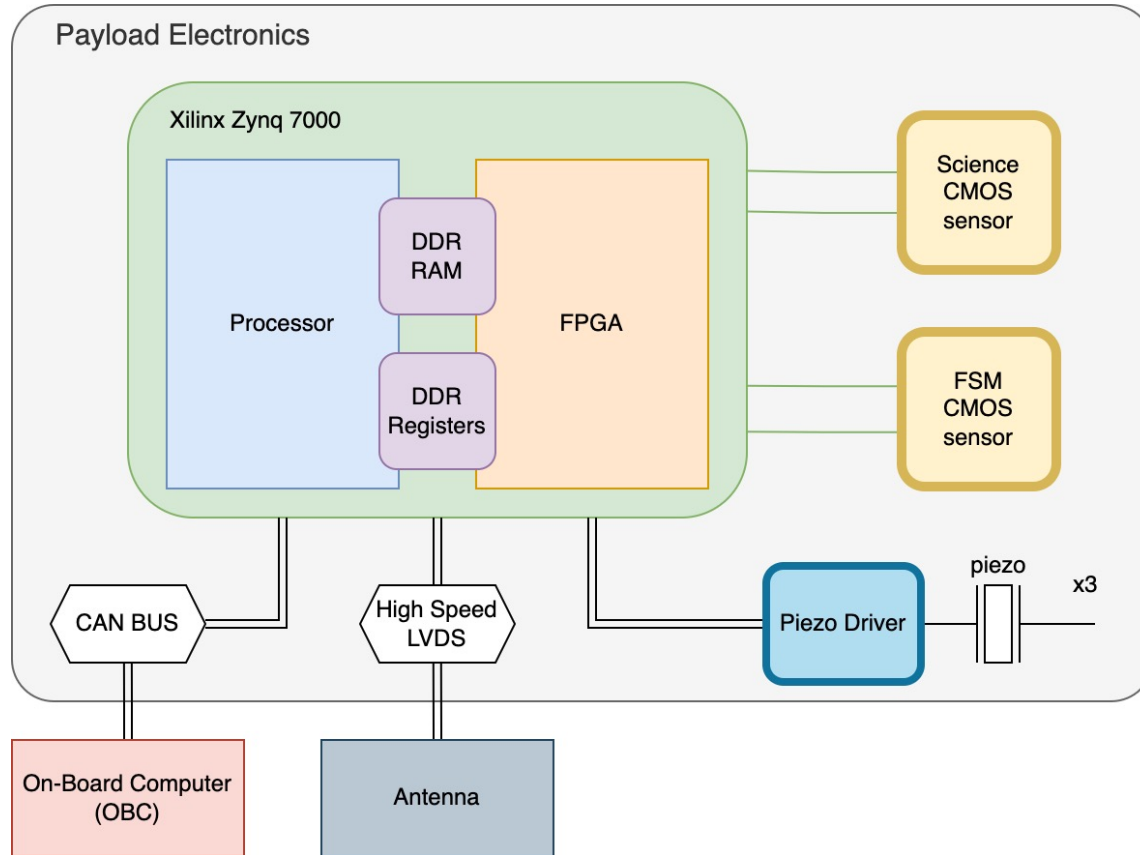 Payload Electronics
Xilinx Zynq 7000
Processor
DDR
RAM
FPGA
DDR
Registers
Science
CMOS
sensor
FSM
CMOS
sensor
CAN BUS
High Speed
LVDS
Piezo Driver
piezo
x3
On-Board Computer
(OBC)
Antenna